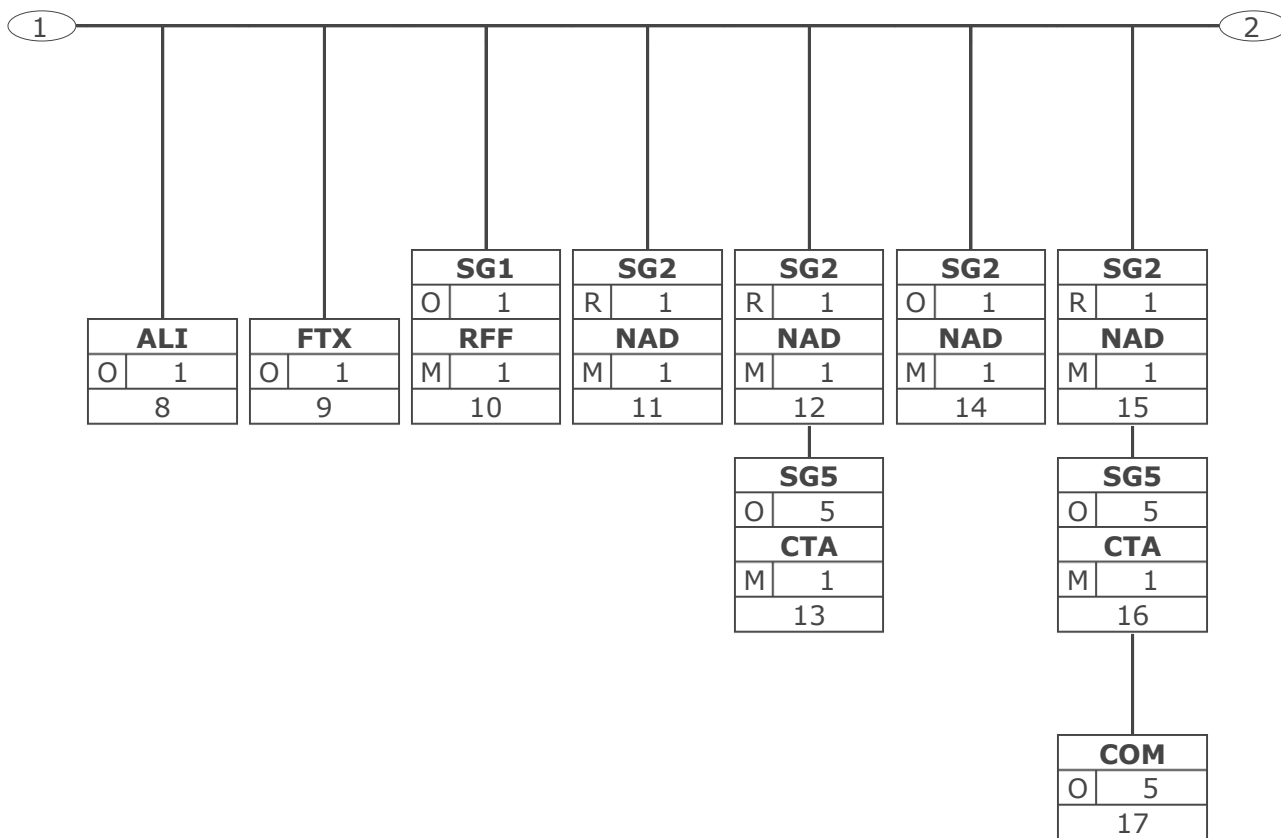 1 2
SG1 SG2 SG2 SG2 SG2
O 1 R 1 R 1 O 1 R 1
ALI FTX RFF NAD NAD NAD NAD
O 1 O 1 M 1 M 1 M 1 M 1 M 1
8 9 10 11 12 14 15
SG5 SG5
O 5 O 5
CTA CTA
M 1 M 1
13 16
COM
O 5
17